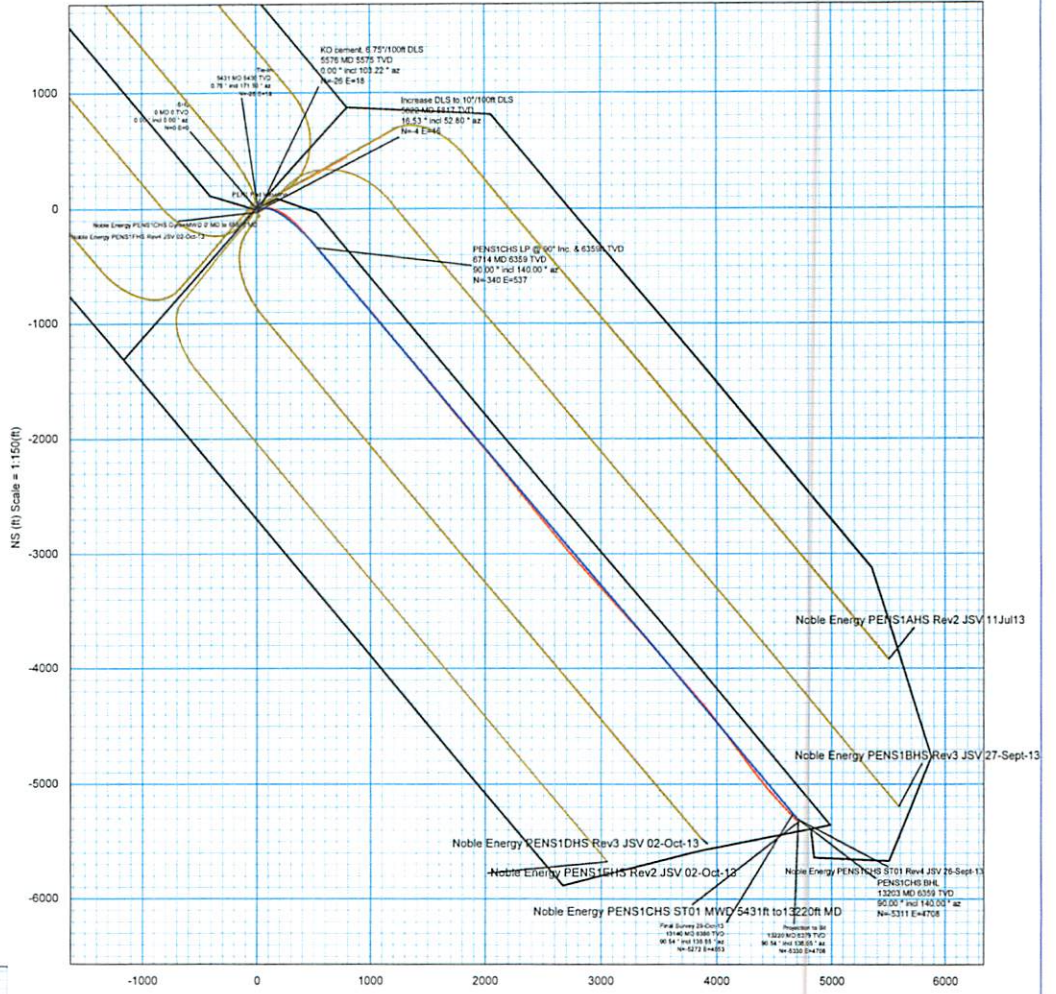 KO cement, 6.75°/100ft DLS
5576 MD 5575 TVD
0.00 ° incl 103.22 ° az
N=-26 E=18
Tie-in
5431 MD 5430 TVD
0 MD 0 TVD
N=0 E=0
Increase DLS to 10°/100ft DLS
16.53 ° incl 52.80 ° az
N=-4 E=46
1000
0
-1000
-2000
-3000
-4000
-5000
-6000
NS (ft) Scale = 1:150(ft)
Noble Energy PENS1FHS Rev4 JSV 02-Oct-13
PENS1CHS LP @ 90° Inc. & 6359ft TVD
6714 MD 6359 TVD
90.00 ° incl 140.00 ° az
N=-340 E=537
Noble Energy PENS1AHS Rev2 JSV 11Jul13
Noble Energy PENS1BHS Rev3 JSV 27-Sept-13
Noble Energy PENS1DHS Rev3 JSV 02-Oct-13
Noble Energy PENS1EHS Rev2 JSV 02-Oct-13
Noble Energy PENS1CHS ST01 Rev4 JSV 26-Sept-13
PENS1CHS BHL
13203 MD 6359 TVD
90.00 ° incl 140.00 ° az
N=-5311 E=4708
Noble Energy PENS1CHS ST01 MWD 5431ft to13220ft MD
Projection to Bit
-1000
0
1000
2000
3000
4000
5000
6000